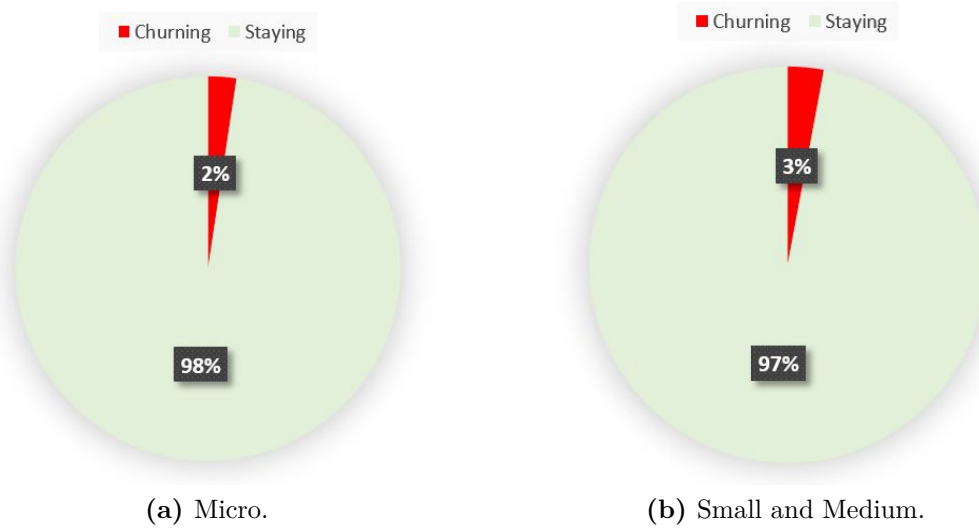 Churning Staying
2%
98%
(a) Micro.
Churning Staying
3%
97%
(b) Small and Medium.